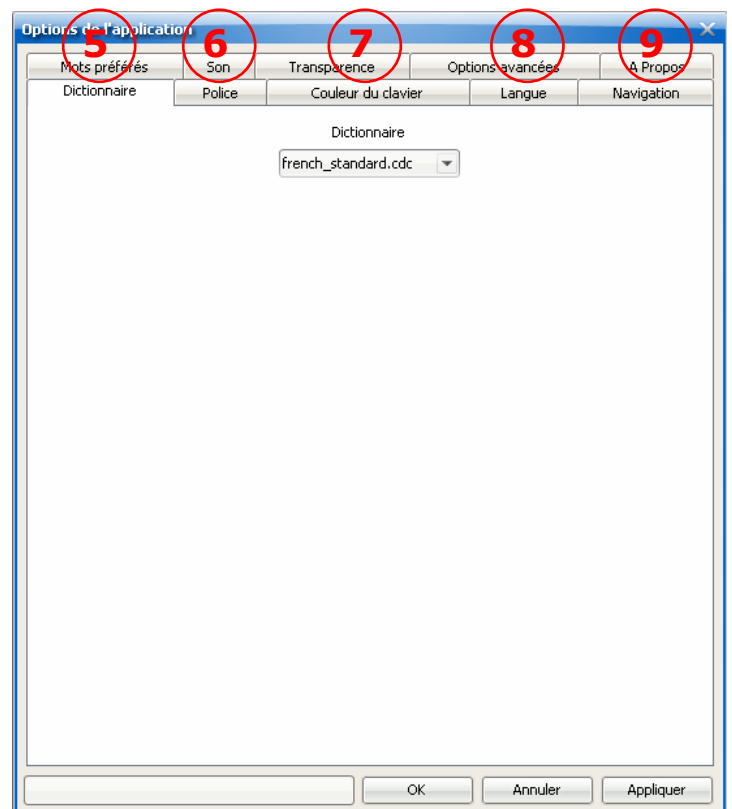 Options de l'application
5 6 7 8 9
Mots préférés Son Transparence Options avancées A Propos
Dictionnaire Police Couleur du clavier Langue Navigation
Dictionnaire
french_standard.cdc
OK Annuler Appliquer